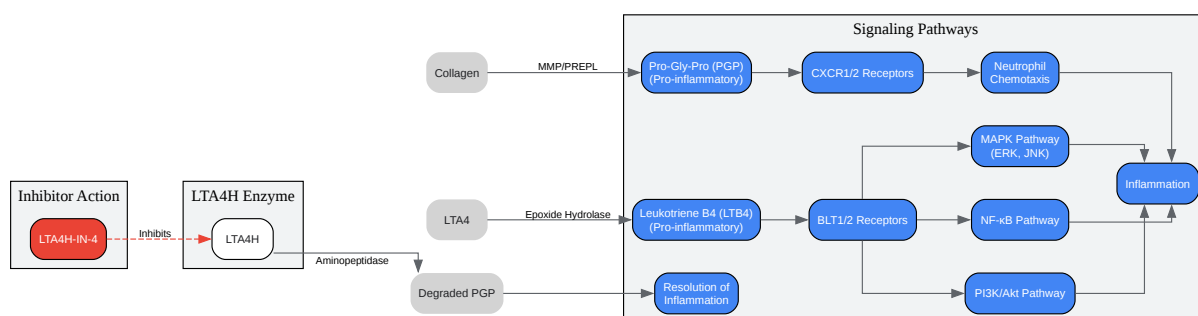 Signaling Pathways
Collagen
MMP/PREPL
Pro-Gly-Pro (PGP)
(Pro-inflammatory)
CXCR1/2 Receptors
Neutrophil
Chemotaxis
MAPK Pathway
(ERK, JNK)
Inflammation
Inhibitor Action
LTA4H-IN-4
Inhibits
LTA4H Enzyme
LTA4H
Aminopeptidase
LTA4
Epoxide Hydrolase
Leukotriene B4 (LTB4)
(Pro-inflammatory)
BLT1/2 Receptors
NF-κB Pathway
Degraded PGP
Resolution of
Inflammation
PI3K/Akt Pathway